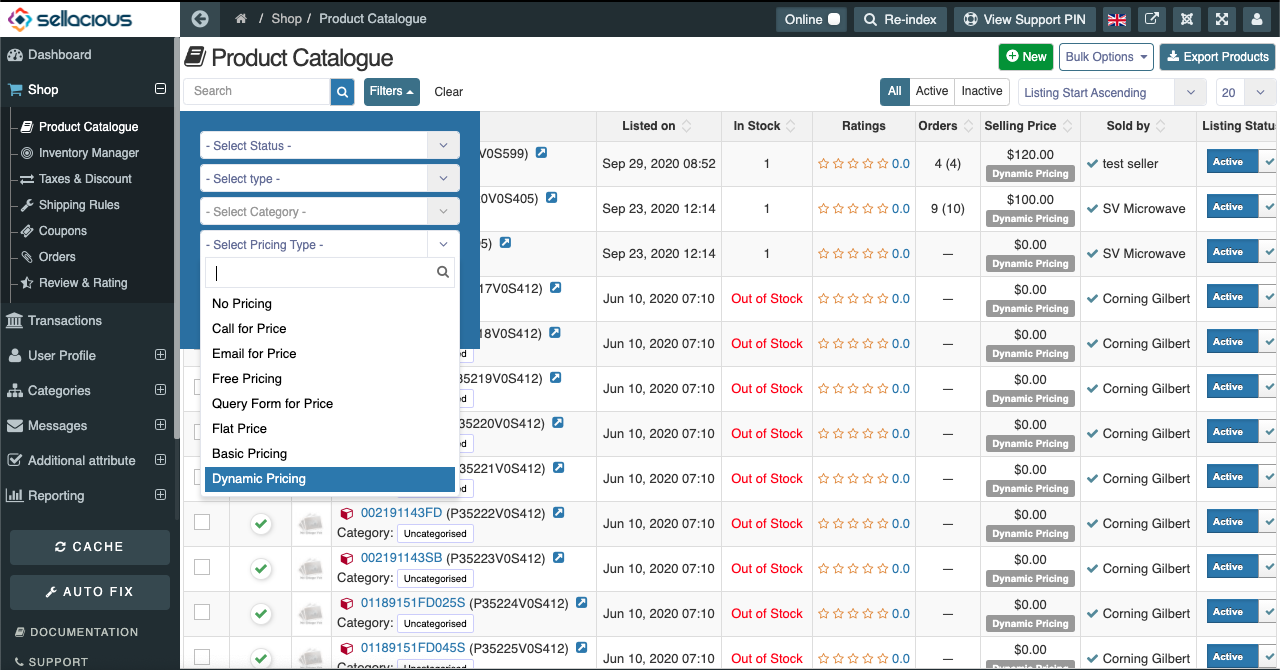 sellacious
/ Shop / Product Catalogue
Online
Re-index
View Support PIN
Dashboard
Shop
Product Catalogue
Inventory Manager
Taxes & Discount
Shipping Rules
Coupons
Orders
Review & Rating
Transactions
User Profile
Categories
Messages
Additional attribute
Reporting
CACHE
AUTO FIX
DOCUMENTATION
SUPPORT
Product Catalogue
New
Bulk Options
Export Products
Search
Filters
Clear
All
Active
Inactive
Listing Start Ascending
20
- Select Status -
- Select type -
- Select Category -
- Select Pricing Type -
No Pricing
Call for Price
Email for Price
Free Pricing
Query Form for Price
Flat Price
Basic Pricing
Dynamic Pricing
Listed on In Stock Ratings Orders Selling Price Sold by Listing Statu
V0S599) Sep 29, 2020 08:52 1 0.0 4 (4) $120.00 test seller Active
Dynamic Pricing
0V0S405) Sep 23, 2020 12:14 1 0.0 9 (10) $100.00 SV Microwave Active
Dynamic Pricing
5) Sep 23, 2020 12:14 1 0.0 — $0.00 SV Microwave Active
Dynamic Pricing
17V0S412) Jun 10, 2020 07:10 Out of Stock 0.0 — $0.00 Corning Gilbert Active
Dynamic Pricing
18V0S412) Jun 10, 2020 07:10 Out of Stock 0.0 — $0.00 Corning Gilbert Active
ed Dynamic Pricing
35219V0S412) Jun 10, 2020 07:10 Out of Stock 0.0 — $0.00 Corning Gilbert Active
ed Dynamic Pricing
P35220V0S412) Jun 10, 2020 07:10 Out of Stock 0.0 — $0.00 Corning Gilbert Active
ed Dynamic Pricing
P35221V0S412) Jun 10, 2020 07:10 Out of Stock 0.0 — $0.00 Corning Gilbert Active
ed Dynamic Pricing
002191143FD (P35222V0S412) Jun 10, 2020 07:10 Out of Stock 0.0 — $0.00 Corning Gilbert Active
Category: Uncategorised Dynamic Pricing
002191143SB (P35223V0S412) Jun 10, 2020 07:10 Out of Stock 0.0 — $0.00 Corning Gilbert Active
Category: Uncategorised Dynamic Pricing
01189151FD025S (P35224V0S412) Jun 10, 2020 07:10 Out of Stock 0.0 — $0.00 Corning Gilbert Active
Category: Uncategorised Dynamic Pricing
01189151FD045S (P35225V0S412) Jun 10, 2020 07:10 Out of Stock 0.0 — $0.00 Corning Gilbert Active
Category: Uncategorised Dynamic Pricing